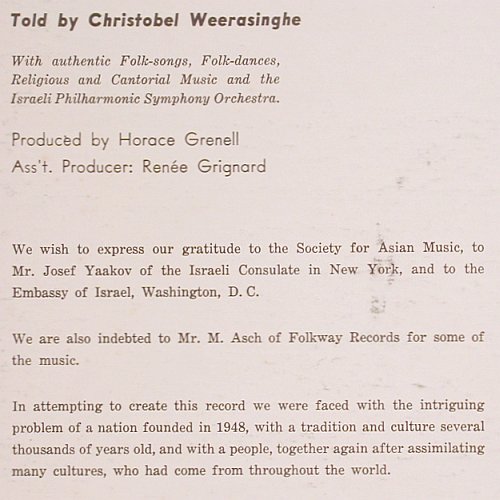 Told by Christobel Weerasinghe
With authentic Folk-songs, Folk-dances,
Religious and Cantorial Music and the
Israeli Philharmonic Symphony Orchestra.
Produced by Horace Grenell
Ass't. Producer: Renée Grignard
We wish to express our gratitude to the Society for Asian Music, to
Mr. Josef Yaakov of the Israeli Consulate in New York, and to the
Embassy of Israel, Washington, D. C.
We are also indebted to Mr. M. Asch of Folkway Records for some of
the music.
In attempting to create this record we were faced with the intriguing
problem of a nation founded in 1948, with a tradition and culture several
thousands of years old, and with a people, together again after assimilating
many cultures, who had come from throughout the world.